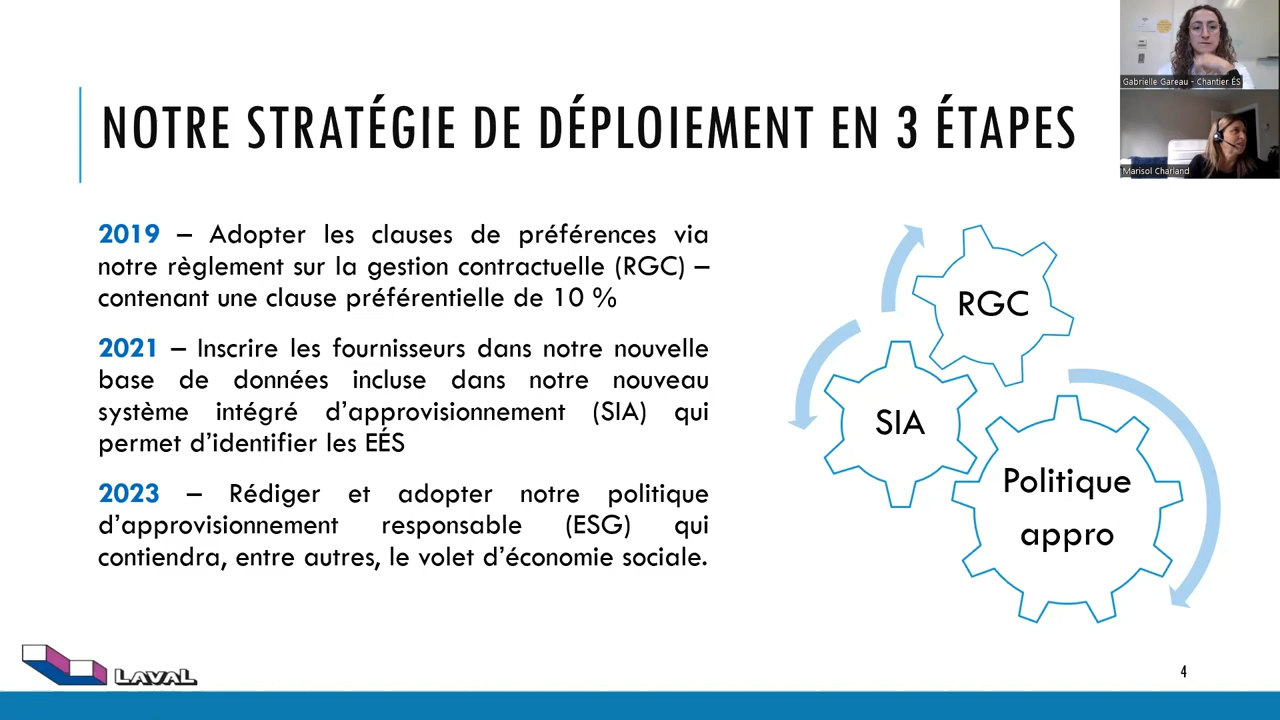 NOTRE STRATÉGIE DE DÉPLOIEMENT EN 3 ÉTAPES
Gabrielle Gareau - Chantier ÉS
Marisol Charland
2019 – Adopter les clauses de préférences via
notre règlement sur la gestion contractuelle (RGC) –
contenant une clause préférentielle de 10 %
2021 – Inscrire les fournisseurs dans notre nouvelle
base de données incluse dans notre nouveau
système intégré d’approvisionnement (SIA) qui
permet d’identifier les EÉS
2023 – Rédiger et adopter notre politique
d’approvisionnement responsable (ESG) qui
contiendra, entre autres, le volet d’économie sociale.
RGC
SIA
Politique
appro
LAVAL
4